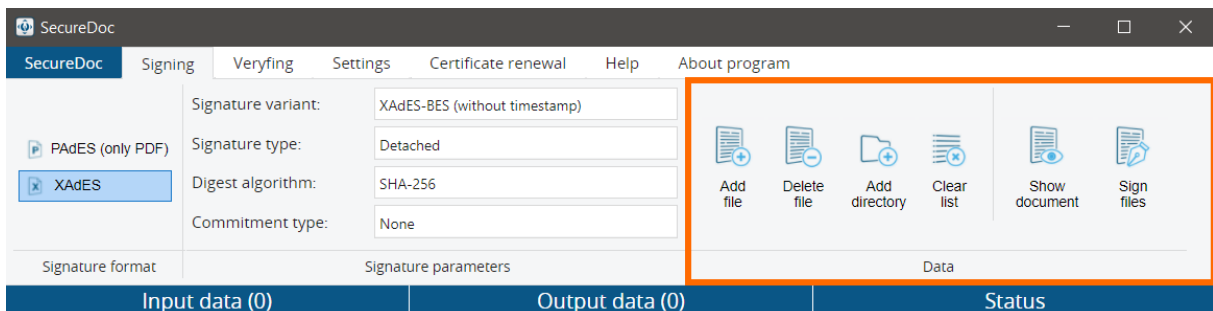 SecureDoc
SecureDoc Signing Veryfing Settings Certificate renewal Help About program
PAdES (only PDF)
XAdES
Signature format
Signature variant: XAdES-BES (without timestamp)
Signature type: Detached
Digest algorithm: SHA-256
Commitment type: None
Signature parameters
Add
file
Delete
file
Add
directory
Clear
list
Show
document
Sign
files
Data
Input data (0) Output data (0) Status